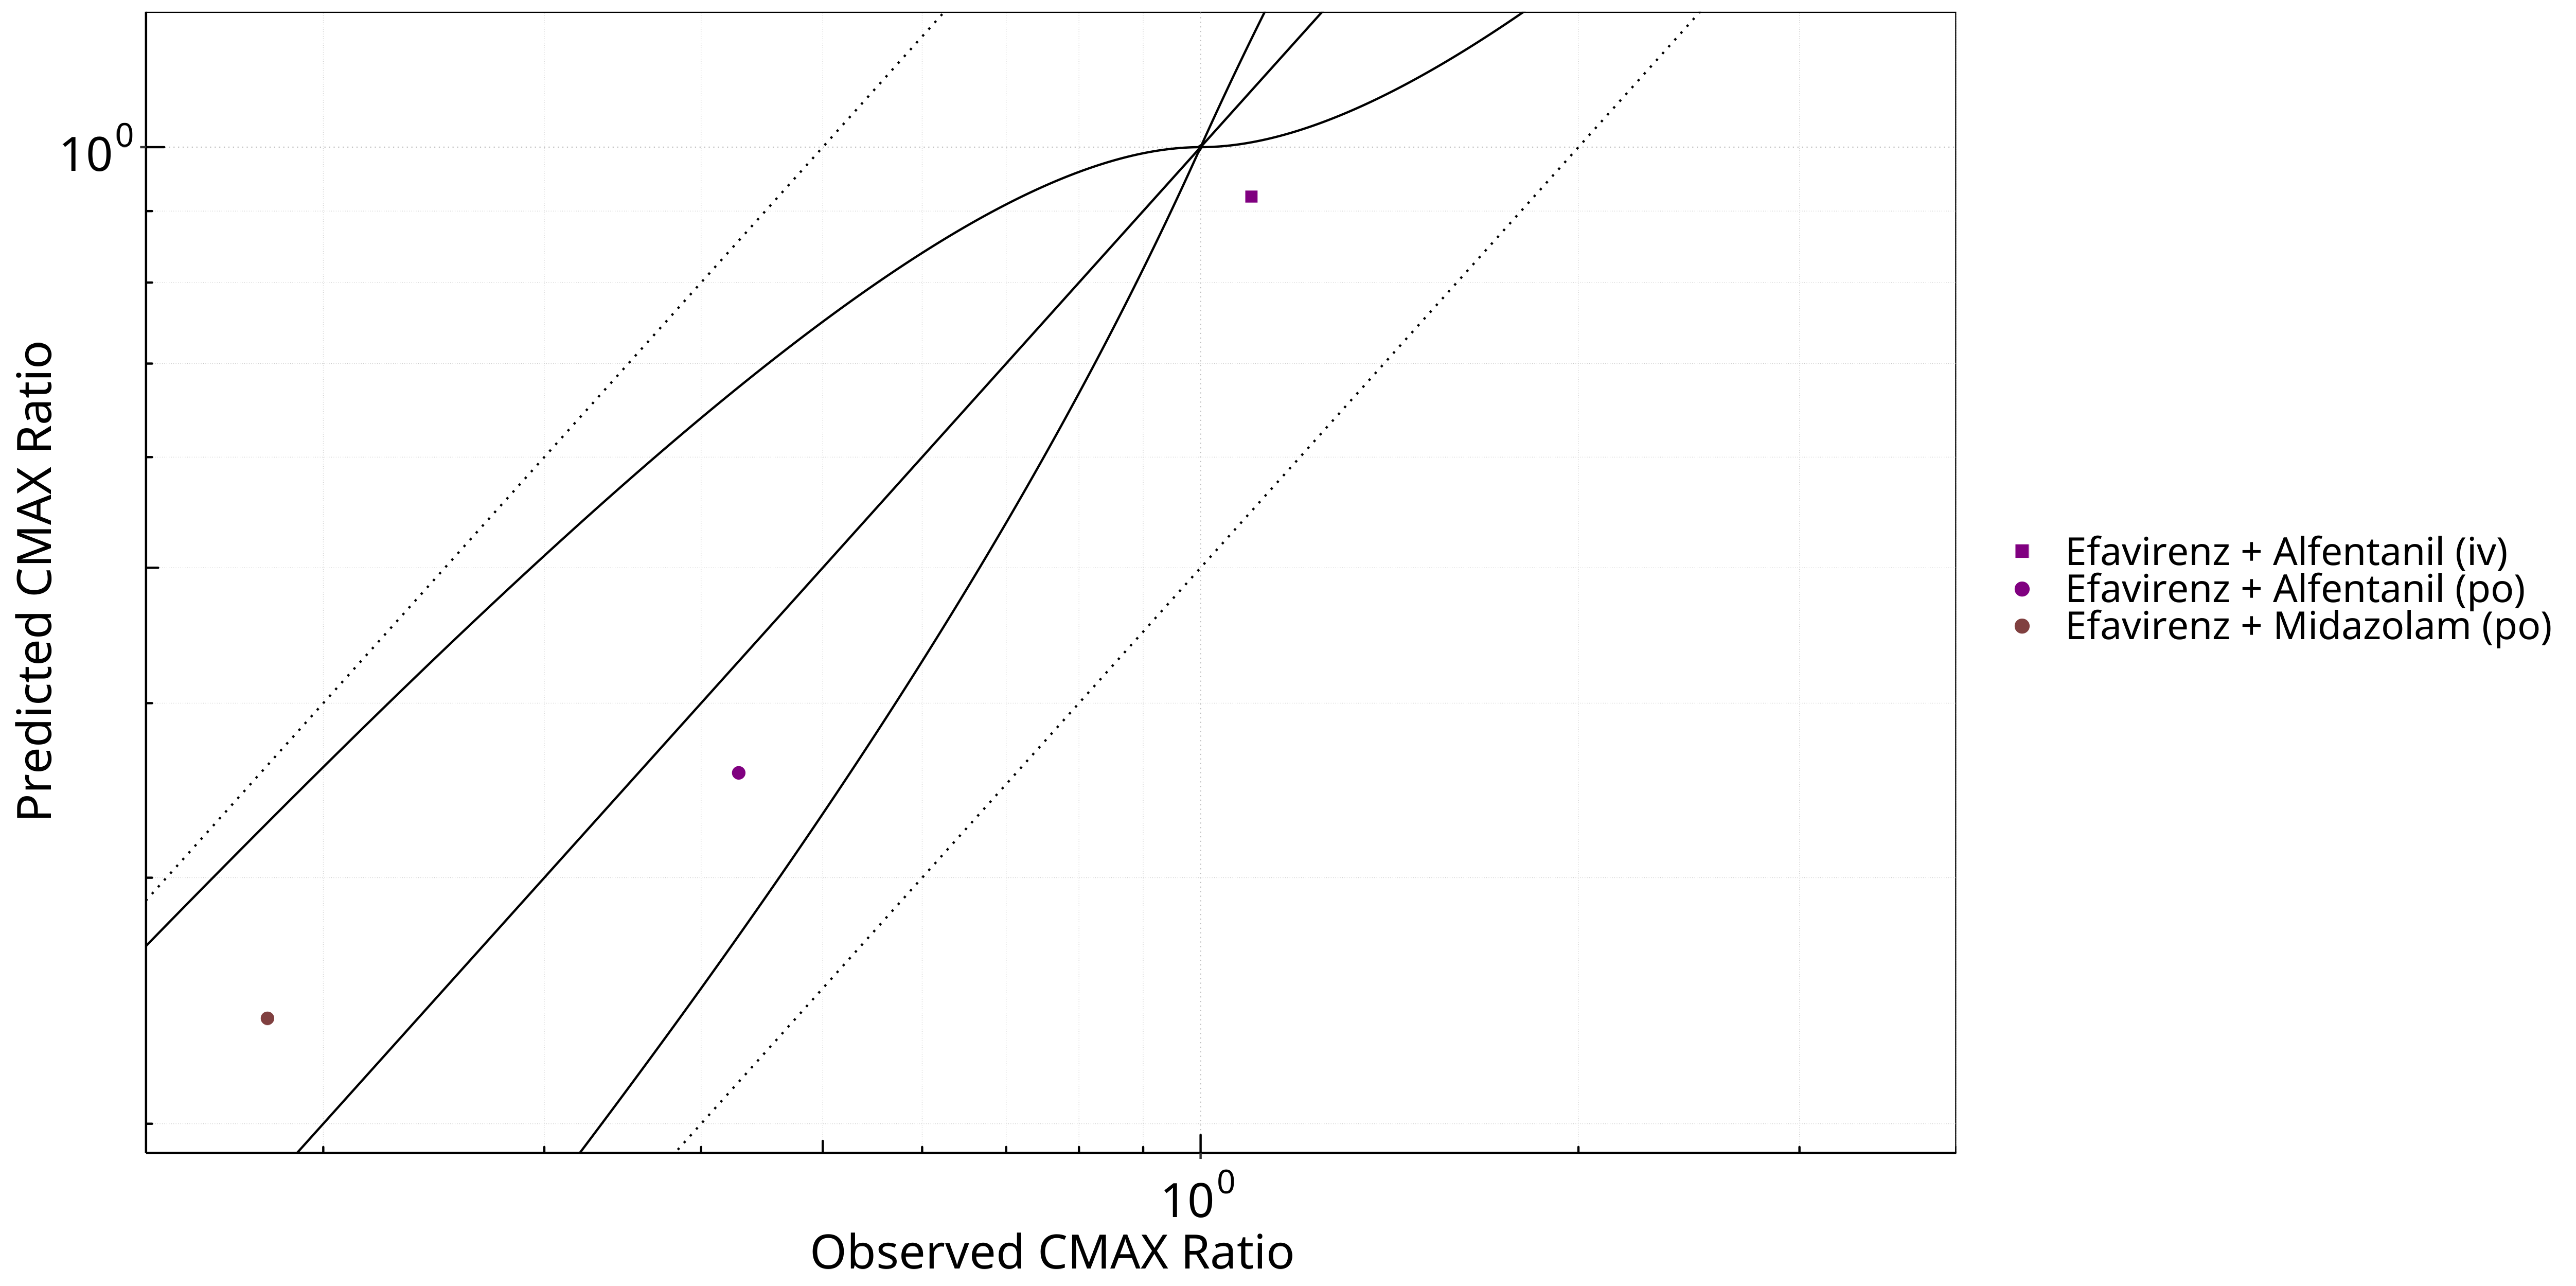 Predicted CMAX Ratio
10⁰
10⁰
Observed CMAX Ratio
Efavirenz + Alfentanil (iv)
Efavirenz + Alfentanil (po)
Efavirenz + Midazolam (po)